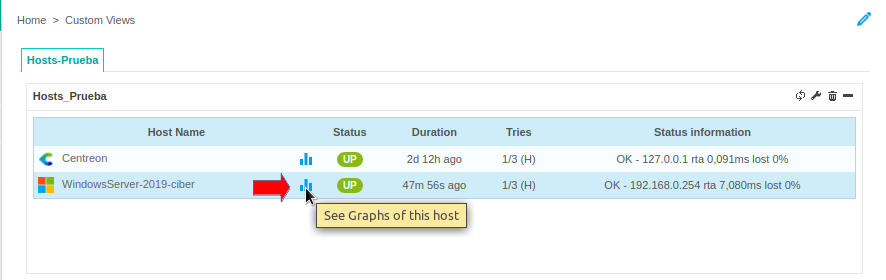 Home > Custom Views
Hosts-Prueba
Hosts_Prueba
Host Name Status Duration Tries Status information
Centreon UP 2d 12h ago 1/3 (H) OK - 127.0.0.1 rta 0,091ms lost 0%
WindowsServer-2019-ciber UP 47m 56s ago 1/3 (H) OK - 192.168.0.254 rta 7,080ms lost 0%
See Graphs of this host